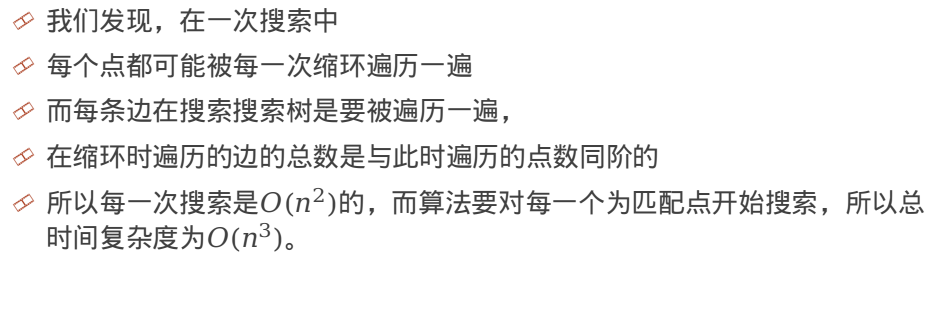 我们发现，在一次搜索中
每个点都可能被每一次缩环遍历一遍
而每条边在搜索搜索树是要被遍历一遍，
在缩环时遍历的边的总数是与此时遍历的点数同阶的
所以每一次搜索是O(n²)的，而算法要对每一个为匹配点开始搜索，所以总
时间复杂度为O(n³)。